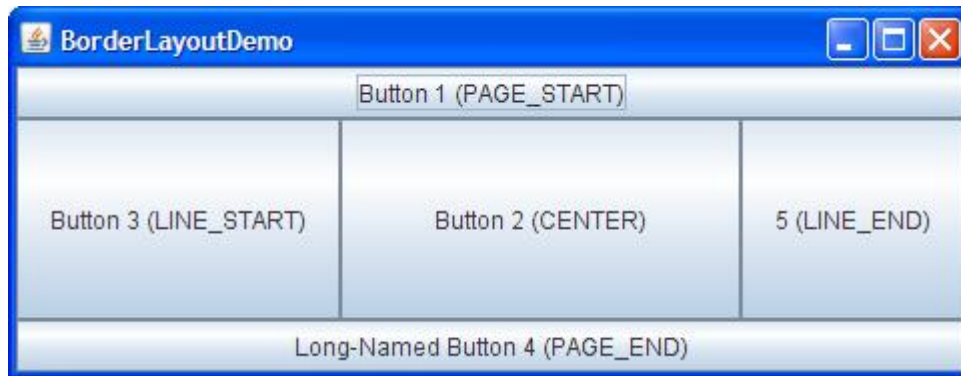 BorderLayoutDemo
Button 1 (PAGE_START)
Button 3 (LINE_START)
Button 2 (CENTER)
5 (LINE_END)
Long-Named Button 4 (PAGE_END)